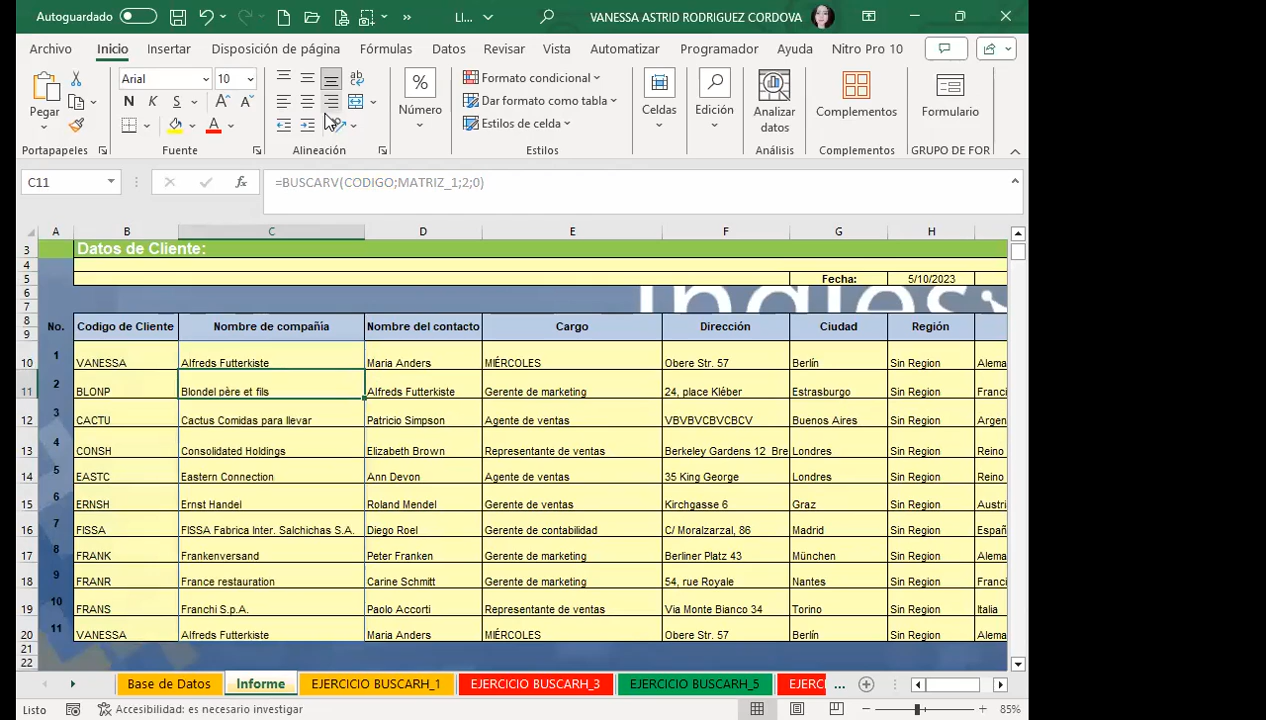 Autoguardado LI... VANESSA ASTRID RODRIGUEZ CORDOVA
Archivo Inicio Insertar Disposición de página Fórmulas Datos Revisar Vista Automatizar Programador Ayuda Nitro Pro 10
Pegar
Portapapeles
Arial 10
N K S
Fuente
Alineación
% Número
Formato condicional
Dar formato como tabla
Estilos de celda
Estilos
Celdas
Edición
Analizar datos
Análisis
Complementos
Complementos
Formulario
GRUPO DE FOR
C11 fx =BUSCARV(CODIGO;MATRIZ_1;2;0)
A B C D E F G H
3 Datos de Cliente:
4
5 Fecha: 5/10/2023
6 Inglés
7
8 9 No. Codigo de Cliente Nombre de compañía Nombre del contacto Cargo Dirección Ciudad Región
10 1 VANESSA Alfreds Futterkiste Maria Anders MIÉRCOLES Obere Str. 57 Berlín Sin Region Alema
11 2 BLONP Blondel père et fils Alfreds Futterkiste Gerente de marketing 24, place Kléber Estrasburgo Sin Region Franci
12 3 CACTU Cactus Comidas para llevar Patricio Simpson Agente de ventas VBVBVCBVCBCV Buenos Aires Sin Region Argen
13 4 CONSH Consolidated Holdings Elizabeth Brown Representante de ventas Berkeley Gardens 12 Bre Londres Sin Region Reino
14 5 EASTC Eastern Connection Ann Devon Agente de ventas 35 King George Londres Sin Region Reino
15 6 ERNSH Ernst Handel Roland Mendel Gerente de ventas Kirchgasse 6 Graz Sin Region Austri
16 7 FISSA FISSA Fabrica Inter. Salchichas S.A. Diego Roel Gerente de contabilidad C/ Moralzarzal, 86 Madrid Sin Region Españ
17 8 FRANK Frankenversand Peter Franken Gerente de marketing Berliner Platz 43 München Sin Region Alema
18 9 FRANR France restauration Carine Schmitt Gerente de marketing 54, rue Royale Nantes Sin Region Franci
19 10 FRANS Franchi S.p.A. Paolo Accorti Representante de ventas Via Monte Bianco 34 Torino Sin Region Italia
20 11 VANESSA Alfreds Futterkiste Maria Anders MIÉRCOLES Obere Str. 57 Berlín Sin Region Alema
21
22
Base de Datos Informe EJERCICIO BUSCARH_1 EJERCICIO BUSCARH_3 EJERCICIO BUSCARH_5 EJERC ...
Listo Accesibilidad: es necesario investigar 85%